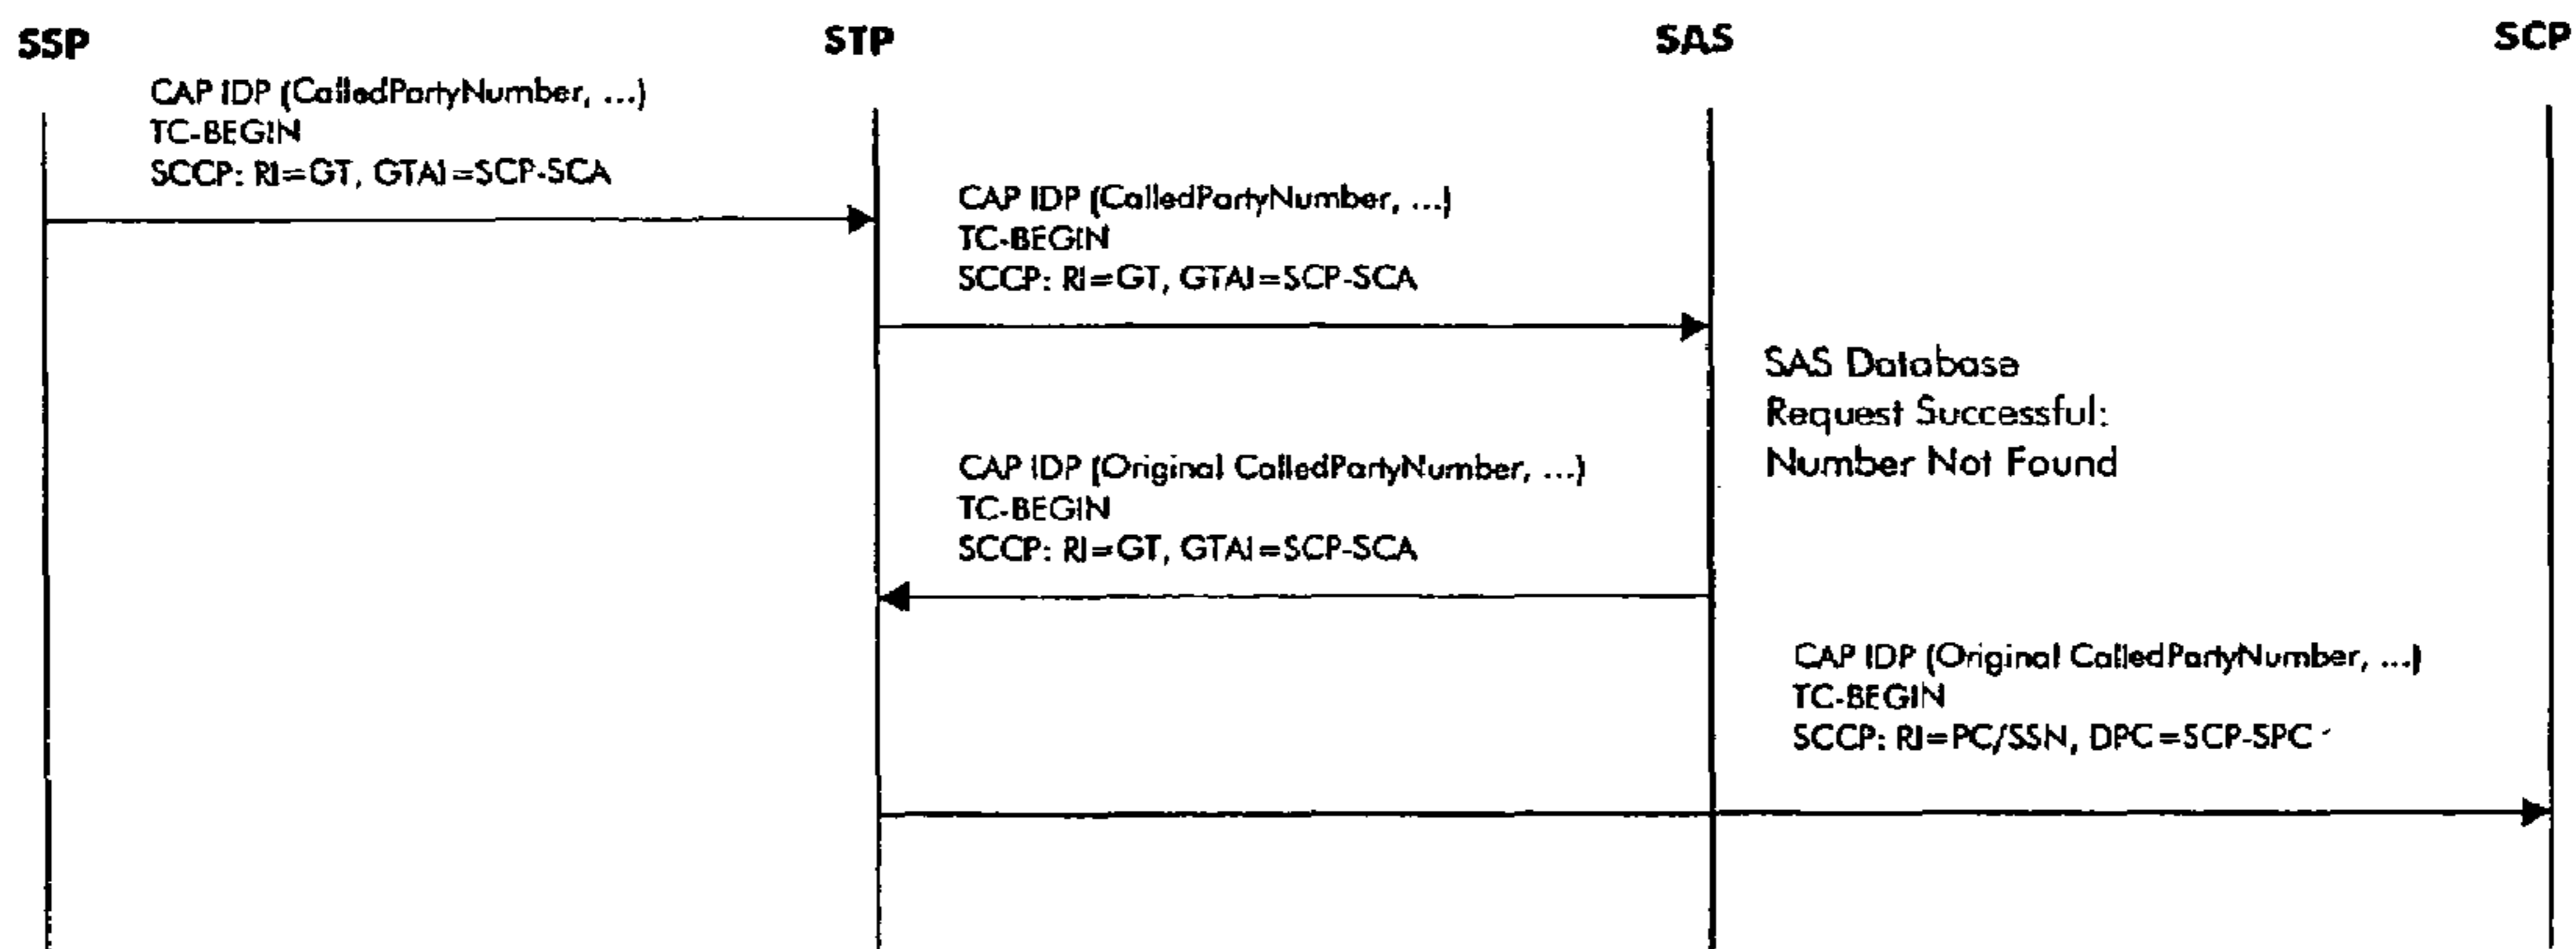 SSP
STP
SAS
SCP
CAP IDP (CalledPartyNumber, ...)
TC-BEGIN
SCCP: RI=GT, GTAI=SCP-SCA
CAP IDP (CalledPartyNumber, ...)
TC-BEGIN
SCCP: RI=GT, GTAI=SCP-SCA
SAS Database
Request Successful:
Number Not Found
CAP IDP (Original CalledPartyNumber, ...)
TC-BEGIN
SCCP: RI=GT, GTAI=SCP-SCA
CAP IDP (Original CalledPartyNumber, ...)
TC-BEGIN
SCCP: RI=PC/SSN, DPC=SCP-SPC